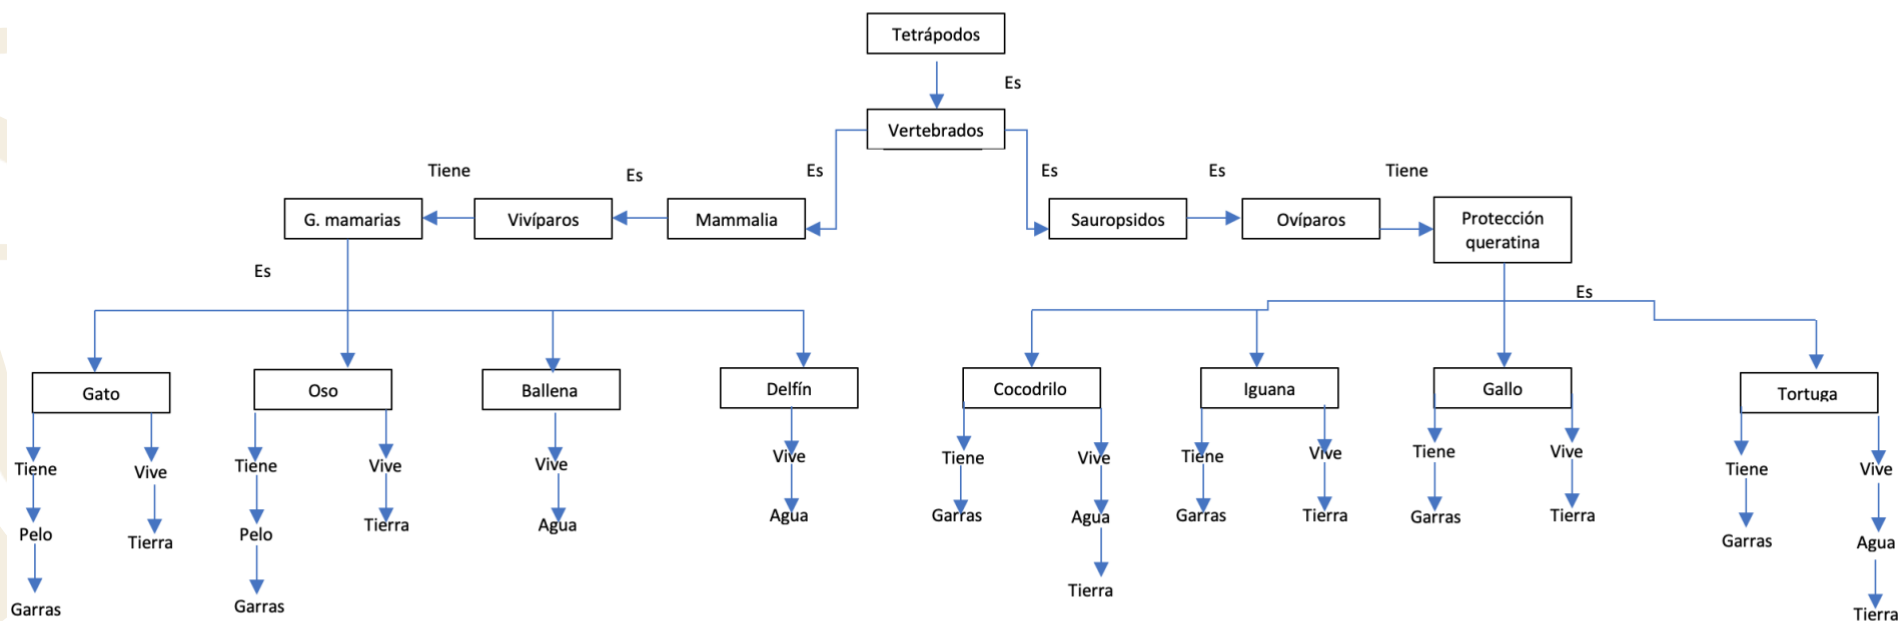 Tetrápodos
Es
Vertebrados
Tiene
Es
Es
Es
Es
Tiene
G. mamarias
Vivíparos
Mammalia
Sauropsidos
Ovíparos
Protección
queratina
Es
Es
Gato
Oso
Ballena
Delfín
Cocodrilo
Iguana
Gallo
Tortuga
Tiene
Vive
Tiene
Vive
Vive
Vive
Tiene
Vive
Tiene
Vive
Tiene
Vive
Tiene
Vive
Pelo
Tierra
Pelo
Tierra
Agua
Agua
Garras
Agua
Garras
Tierra
Garras
Tierra
Garras
Agua
Garras
Garras
Tierra
Tierra